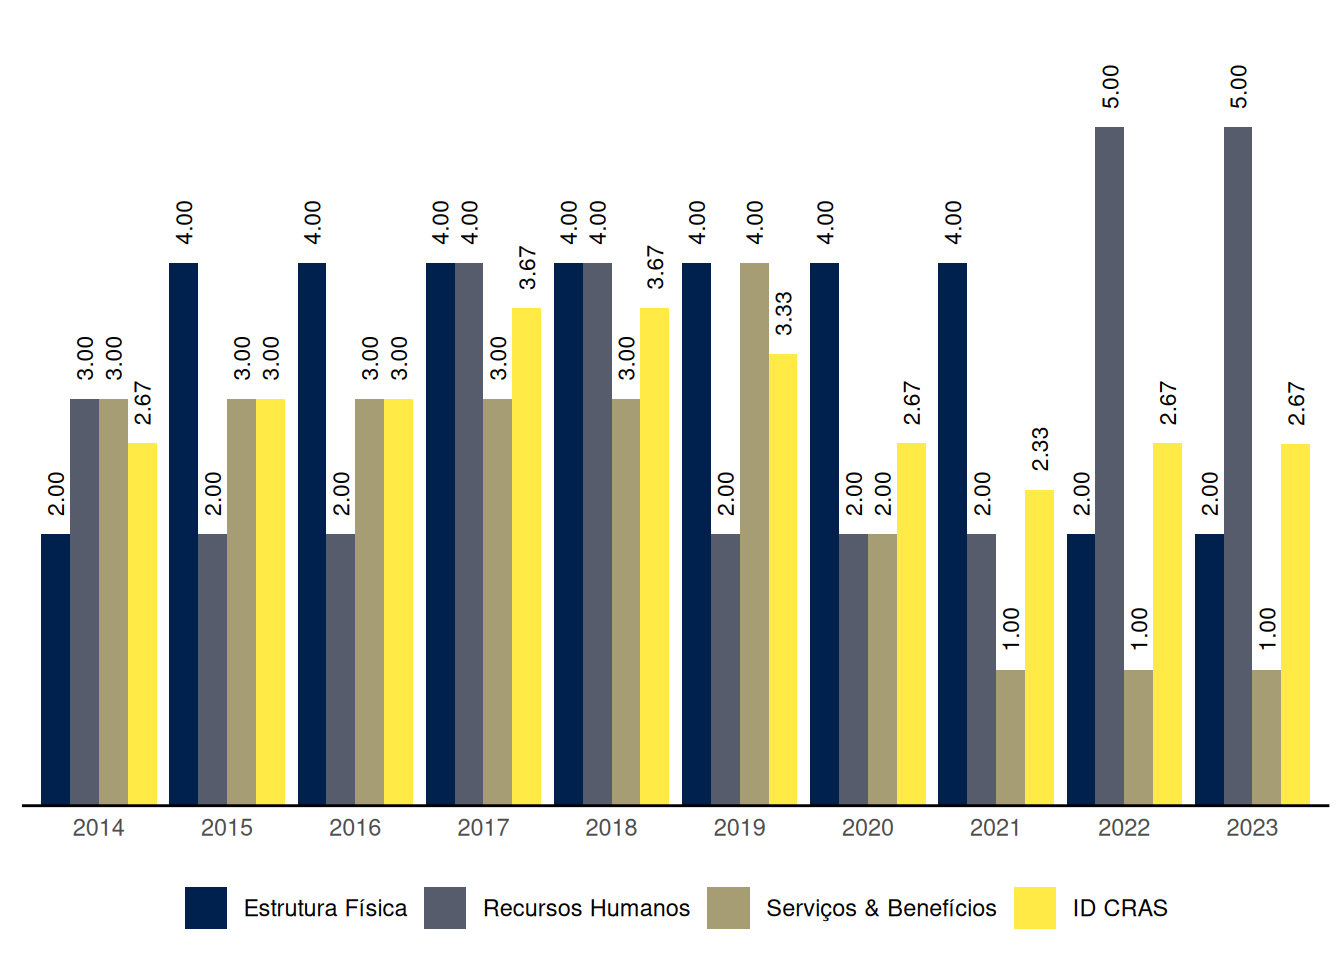 5.00 5.00
4.00 4.00 4.00 4.00 4.00 4.00 4.00 4.00 4.00 4.00
3.67 3.67
3.33
3.00 3.00 3.00 3.00 3.00 3.00 3.00 3.00
2.67 2.67 2.67 2.67
2.33
2.00 2.00 2.00 2.00 2.00 2.00 2.00 2.00 2.00
1.00 1.00 1.00
2014 2015 2016 2017 2018 2019 2020 2021 2022 2023
Estrutura Física Recursos Humanos Serviços & Benefícios ID CRAS